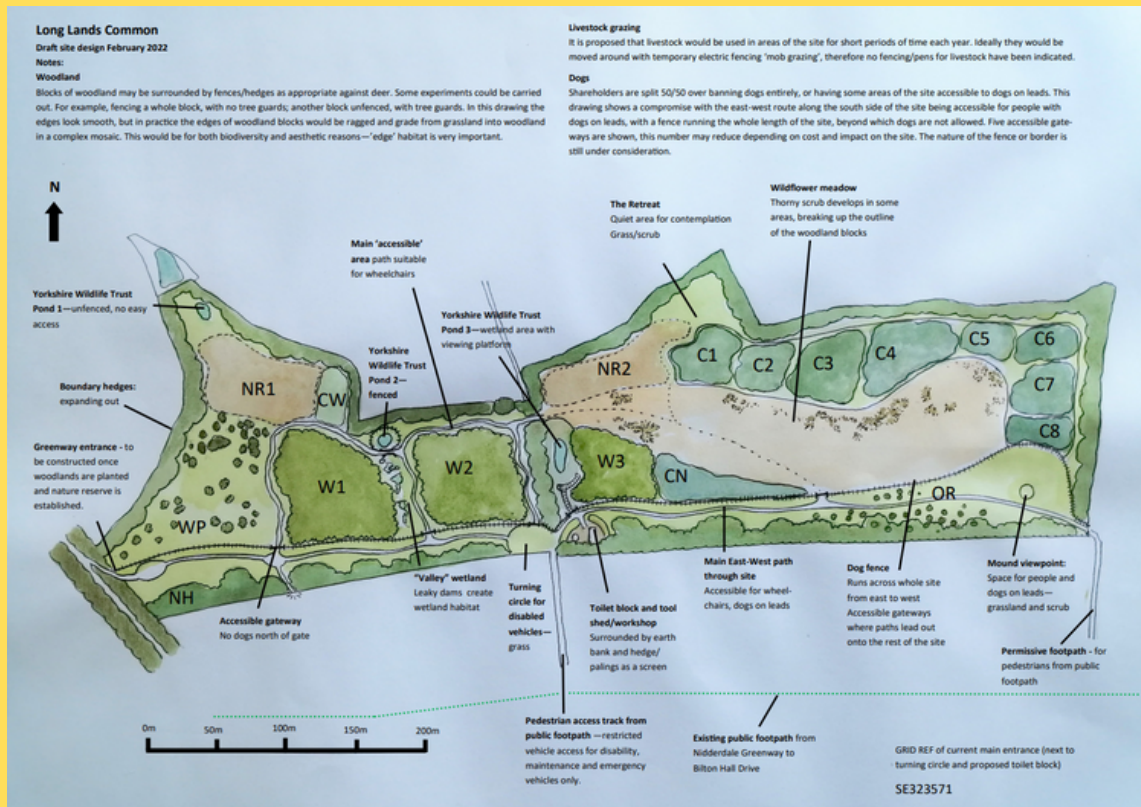 Long Lands Common
Draft site design February 2022
Notes:
Woodland
Blocks of woodland may be surrounded by fences/hedges as appropriate against deer. Some experiments could be carried
out. For example, fencing a whole block, with no tree guards; another block unfenced, with tree guards. In this drawing the
edges look smooth, but in practice the edges of woodland blocks would be ragged and grade from grassland into woodland
in a complex mosaic. This would be for both biodiversity and aesthetic reasons—'edge' habitat is very important.
Livestock grazing
It is proposed that livestock would be used in areas of the site for short periods of time each year. Ideally they would be
moved around with temporary electric fencing 'mob grazing', therefore no fencing/pens for livestock have been indicated.
Dogs
Shareholders are split 50/50 over banning dogs entirely, or having some areas of the site accessible to dogs on leads. This
drawing shows a compromise with the east-west route along the south side of the site being accessible for people with
dogs on leads, with a fence running the whole length of the site, beyond which dogs are not allowed. Five accessible gate-
ways are shown, this number may reduce depending on cost and impact on the site. The nature of the fence or border is
still under consideration.
N
Wildflower meadow
Thorny scrub develops in some
areas, breaking up the outline
of the woodland blocks
The Retreat
Quiet area for contemplation
Grass/scrub
Main 'accessible'
area path suitable
for wheelchairs
Yorkshire Wildlife Trust
Pond 1—unfenced, no easy
access
Yorkshire Wildlife Trust
Pond 3—wetland area with
viewing platform
Yorkshire
Wildlife Trust
Pond 2—
fenced
Boundary hedges:
expanding out
Greenway entrance - to
be constructed once
woodlands are planted
and nature reserve is
established.
NR1
CW
NR2
C1
C2
C3
C4
C5
C6
C7
C8
W1
W2
W3
CN
WP
OR
NH
Accessible gateway
No dogs north of gate
"Valley" wetland
Leaky dams create
wetland habitat
Turning
circle for
disabled
vehicles—
grass
Toilet block and tool
shed/workshop
Surrounded by earth
bank and hedge/
palings as a screen
Main East-West path
through site
Accessible for wheel-
chairs, dogs on leads
Dog fence
Runs across whole site
from east to west
Accessible gateways
where paths lead out
onto the rest of the site
Mound viewpoint:
Space for people and
dogs on leads—
grassland and scrub
Permissive footpath - for
pedestrians from public
footpath
0m
50m
100m
150m
200m
Pedestrian access track from
public footpath —restricted
vehicle access for disability,
maintenance and emergency
vehicles only.
Existing public footpath from
Nidderdale Greenway to
Bilton Hall Drive
GRID REF of current main entrance (next to
turning circle and proposed toilet block)
SE323571